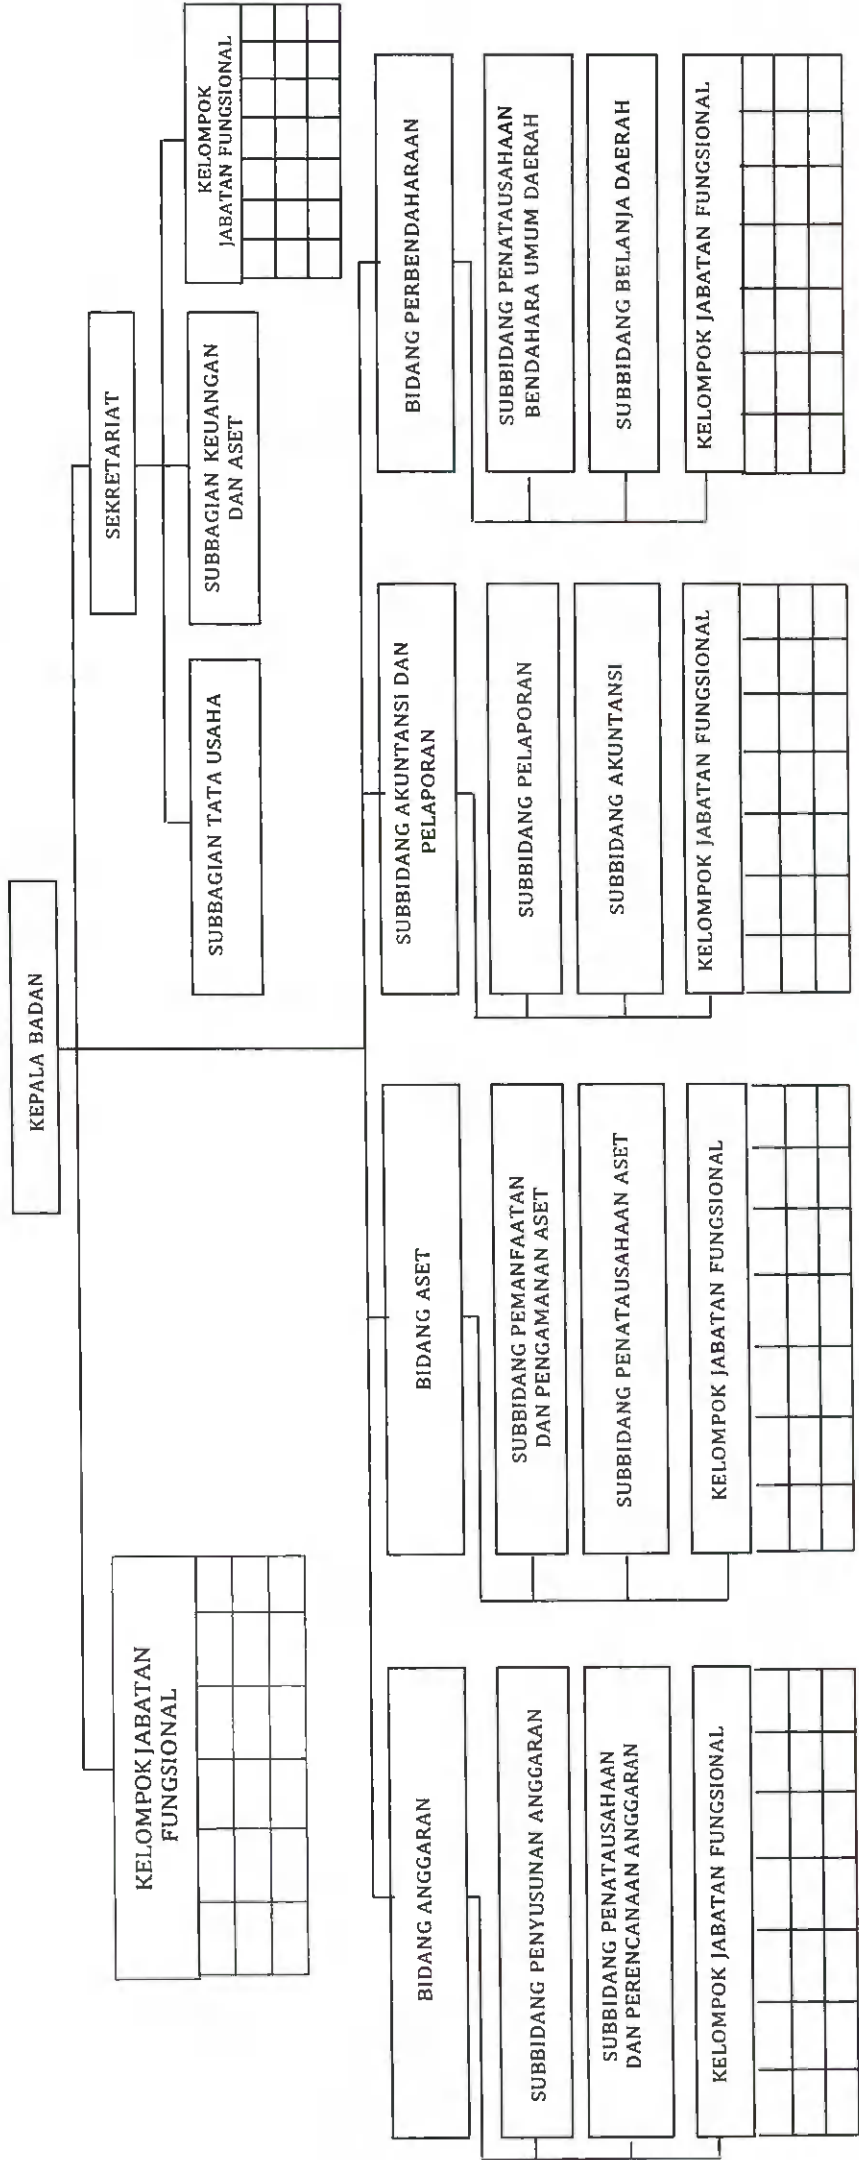 KEPALA BADAN
KELOMPOK JABATAN
FUNGSIONAL
SEKRETARIAT
SUBBAGIAN TATA USAHA
SUBBAGIAN KEUANGAN
DAN ASET
KELOMPOK
JABATAN FUNGSIONAL
BIDANG ANGGARAN
SUBBIDANG PENYUSUNAN ANGGARAN
SUBBIDANG PENATAUSAHAAN
DAN PERENCANAAN ANGGARAN
KELOMPOK JABATAN FUNGSIONAL
BIDANG ASET
SUBBIDANG PEMANFAATAN
DAN PENGAMANAN ASET
SUBBIDANG PENATAUSAHAAN ASET
KELOMPOK JABATAN FUNGSIONAL
SUBBIDANG AKUNTANSI DAN
PELAPORAN
SUBBIDANG PELAPORAN
SUBBIDANG AKUNTANSI
KELOMPOK JABATAN FUNGSIONAL
BIDANG PERBENDAHARAAN
SUBBIDANG PENATAUSAHAAN
BENDAHARA UMUM DAERAH
SUBBIDANG BELANJA DAERAH
KELOMPOK JABATAN FUNGSIONAL